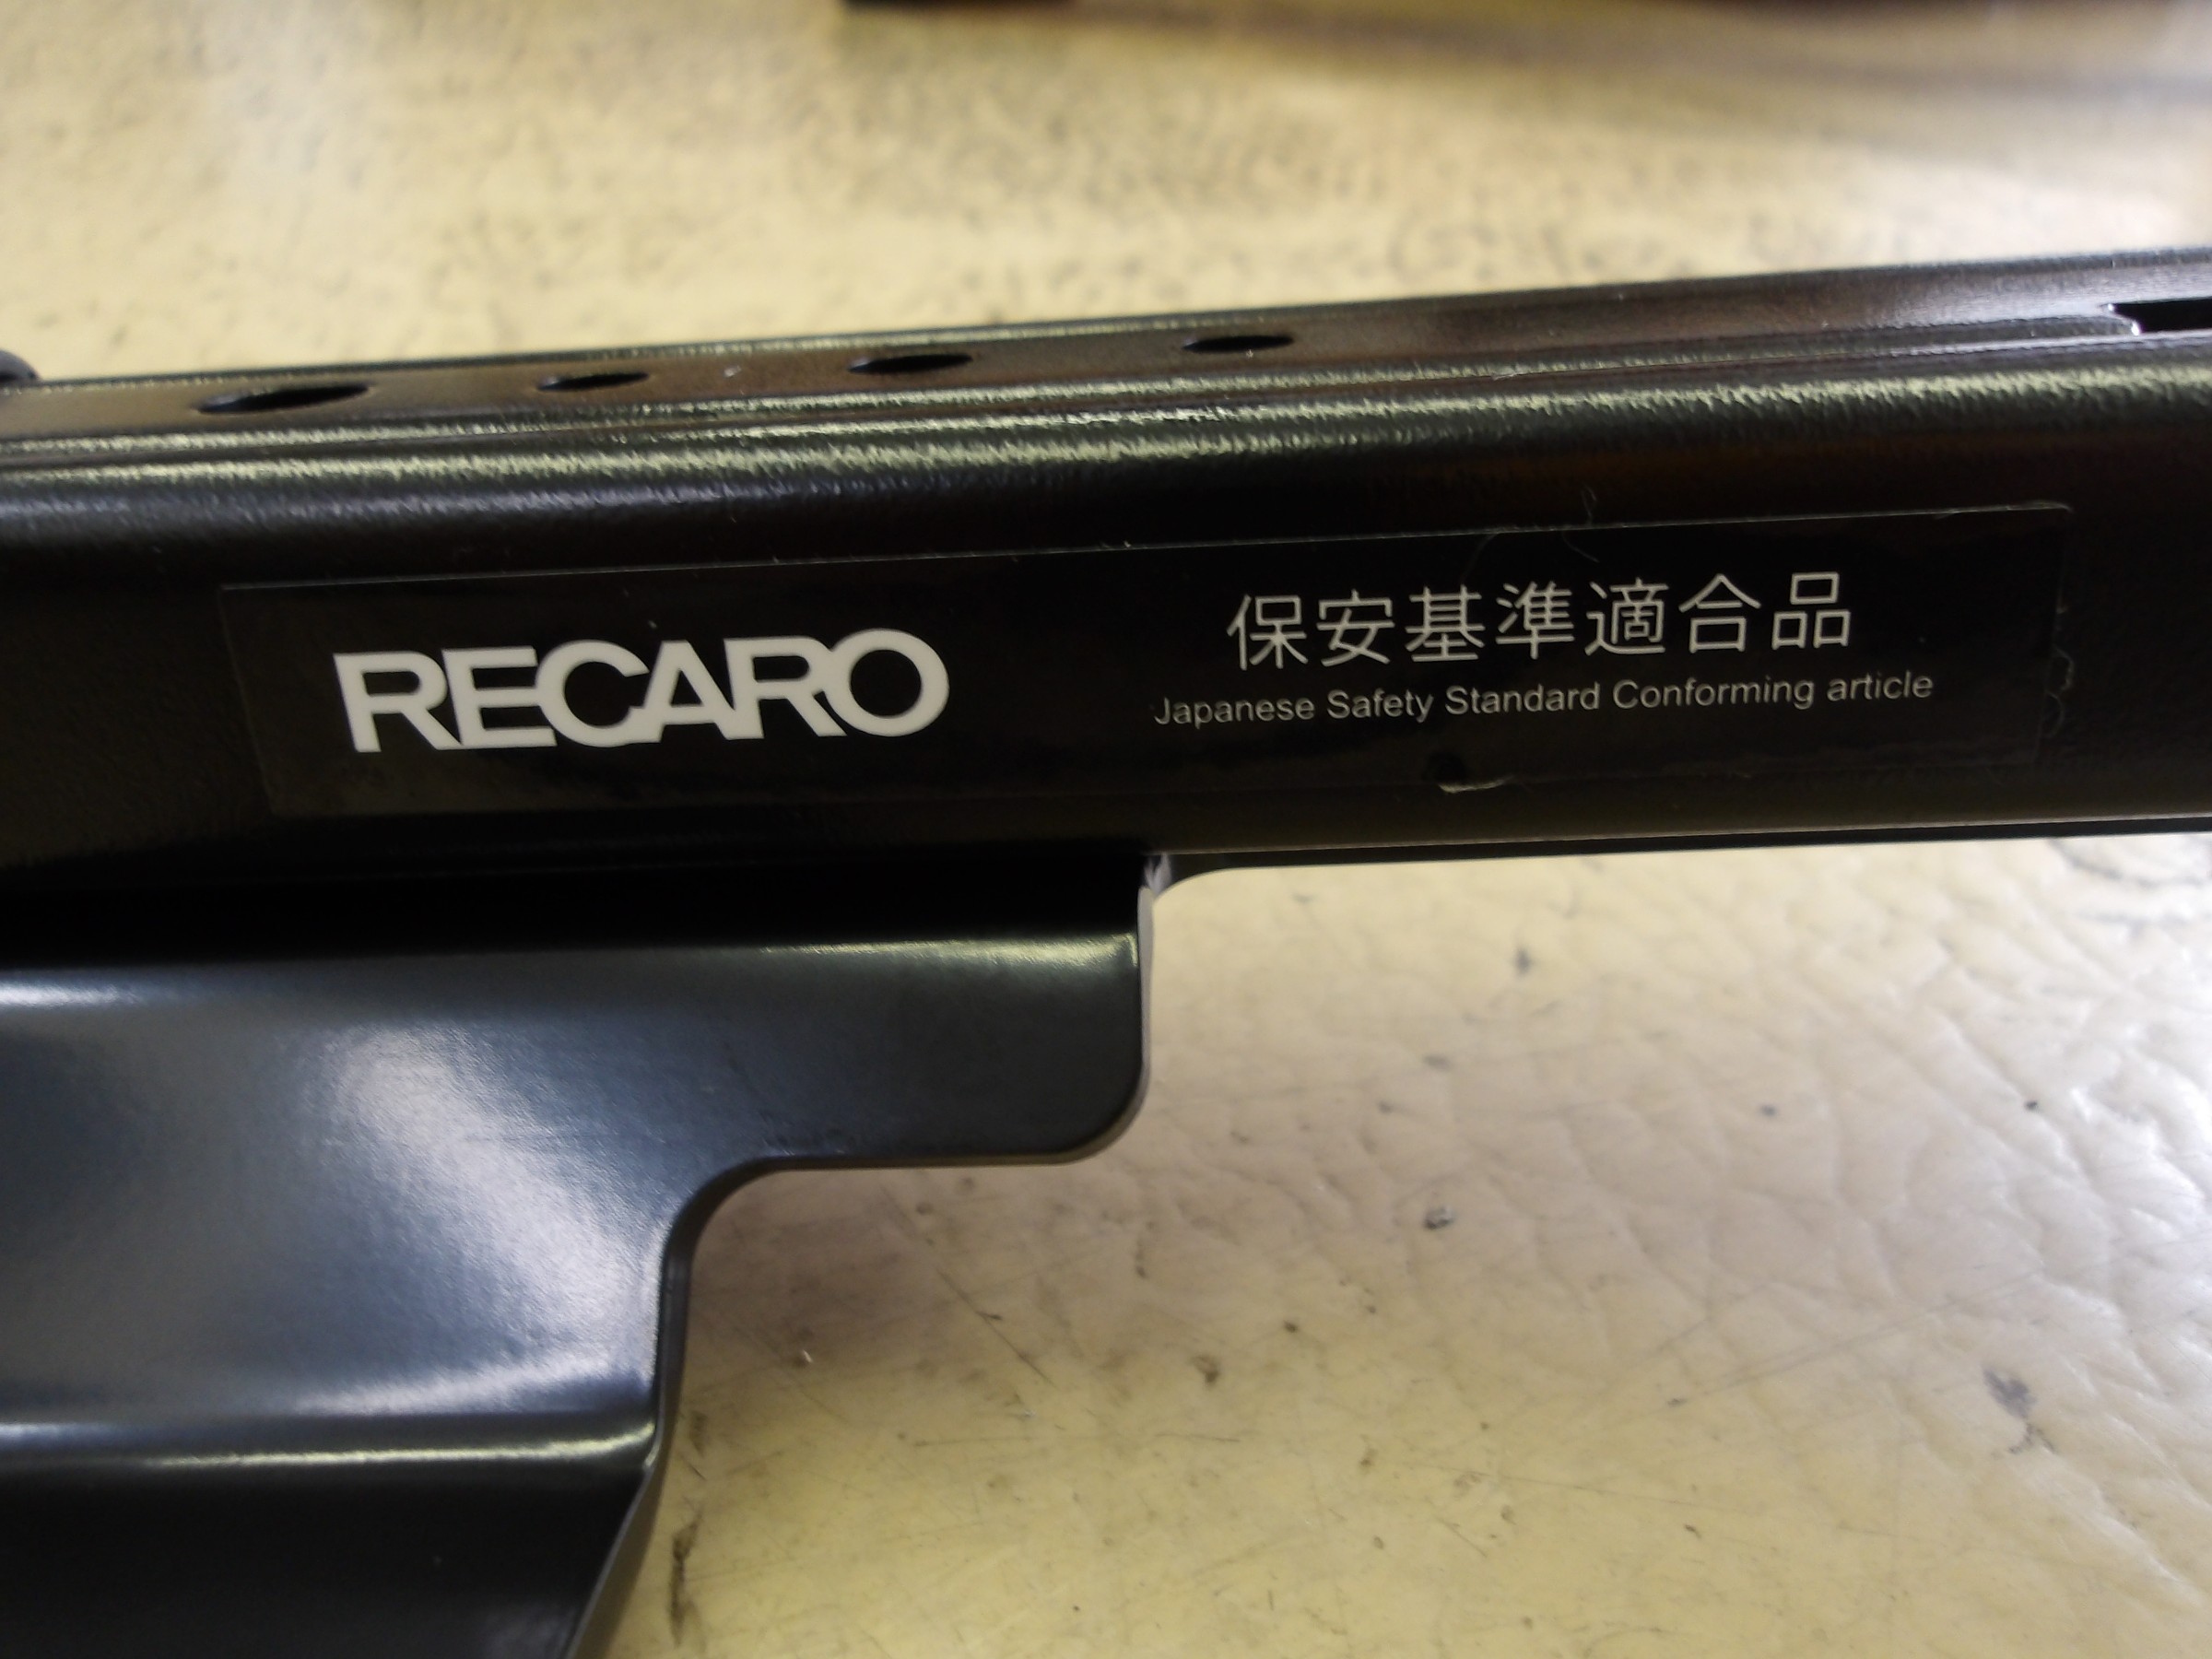 RECARO
保安基準適合品
Japanese Safety Standard Conforming article